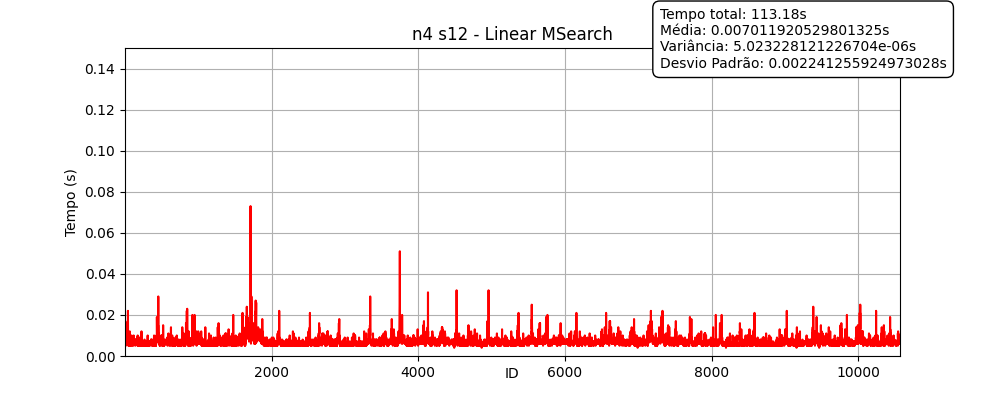 n4 s12 - Linear MSearch
Tempo total: 113.18s
Média: 0.007011920529801325s
Variância: 5.023228121226704e-06s
Desvio Padrão: 0.002241255924973028s
0.14
0.12
0.10
0.08
0.06
0.04
0.02
0.00
Tempo (s)
2000
4000
6000
8000
10000
ID